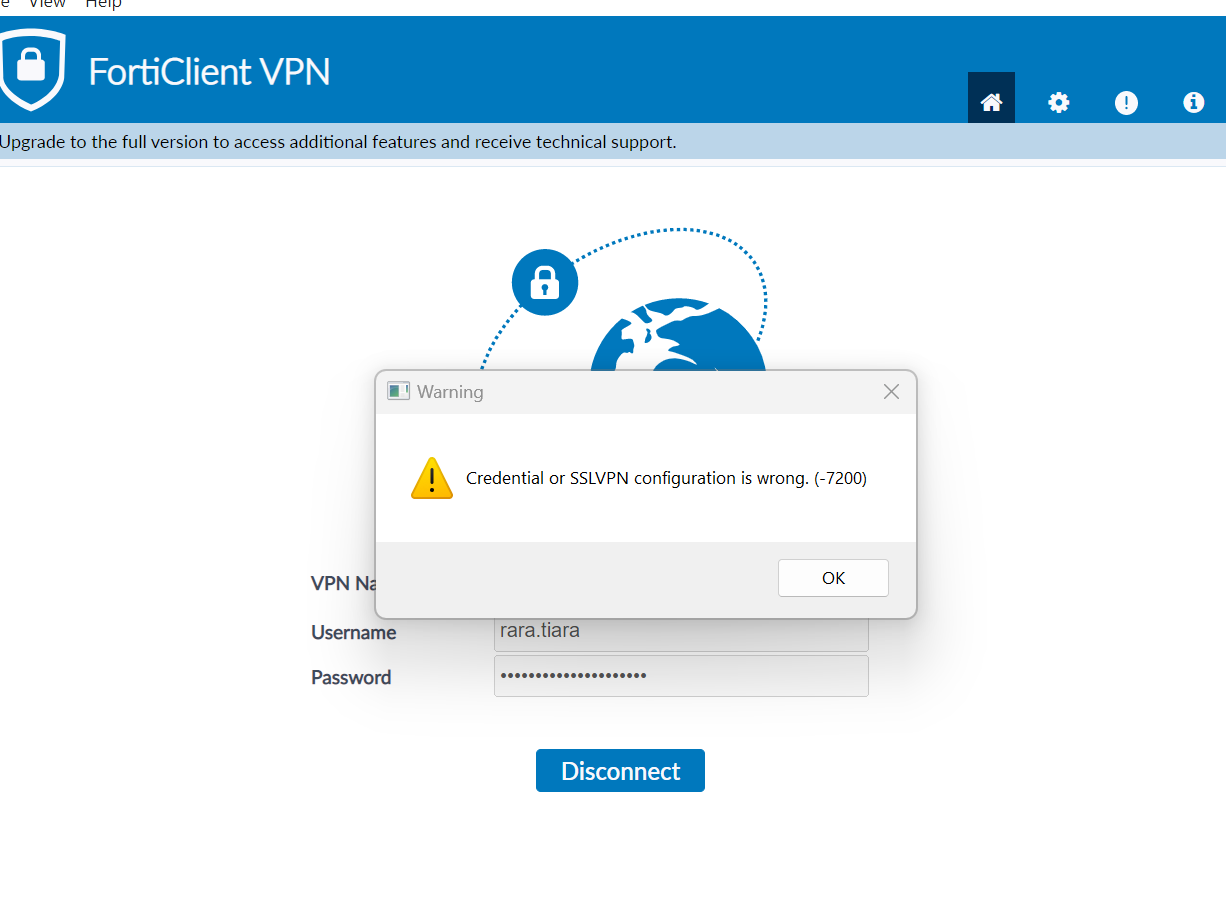 View Help
FortiClient VPN
Upgrade to the full version to access additional features and receive technical support.
Warning
Credential or SSLVPN configuration is wrong. (-7200)
OK
VPN Na
Username rara.tiara
Password •••••••••••••••••••••
Disconnect